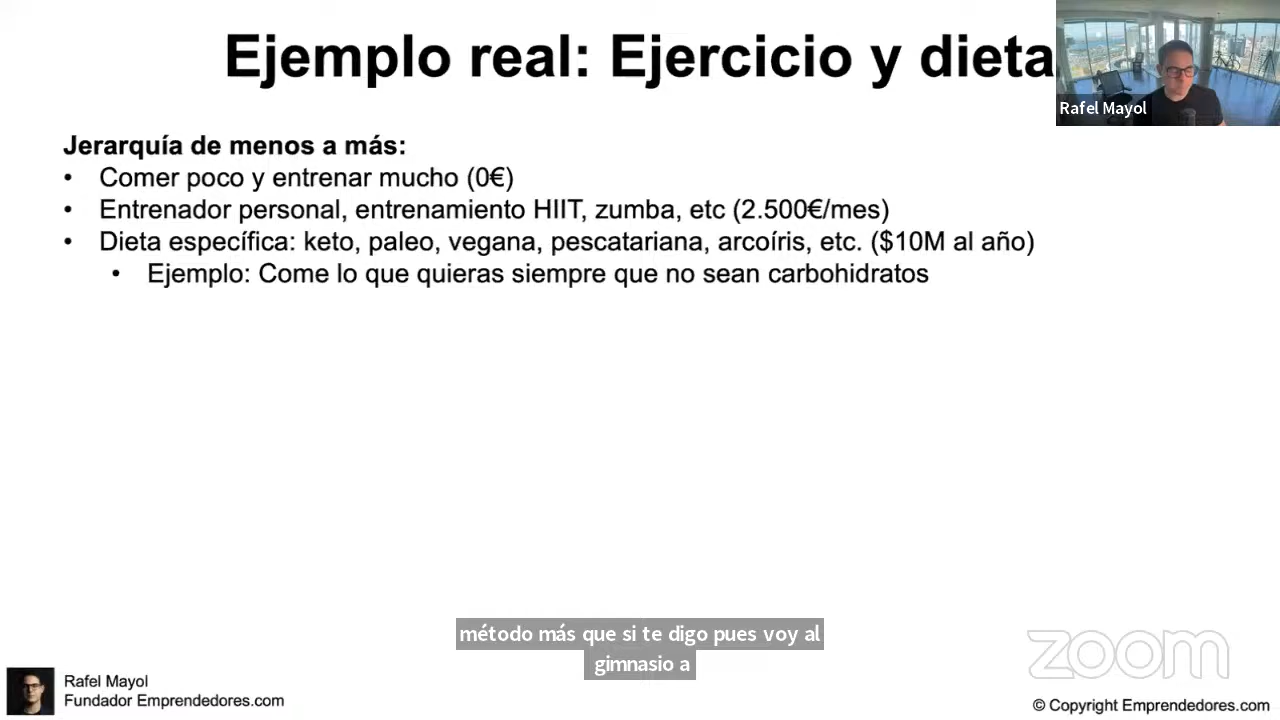 Ejemplo real: Ejercicio y dieta
Rafel Mayol
Jerarquía de menos a más:
• Comer poco y entrenar mucho (0€)
• Entrenador personal, entrenamiento HIIT, zumba, etc (2.500€/mes)
• Dieta específica: keto, paleo, vegana, pescatariana, arcoíris, etc. ($10M al año)
• Ejemplo: Come lo que quieras siempre que no sean carbohidratos
método más que si te digo pues voy al
gimnasio a
zoom
Rafel Mayol
Fundador Emprendedores.com
© Copyright Emprendedores.com